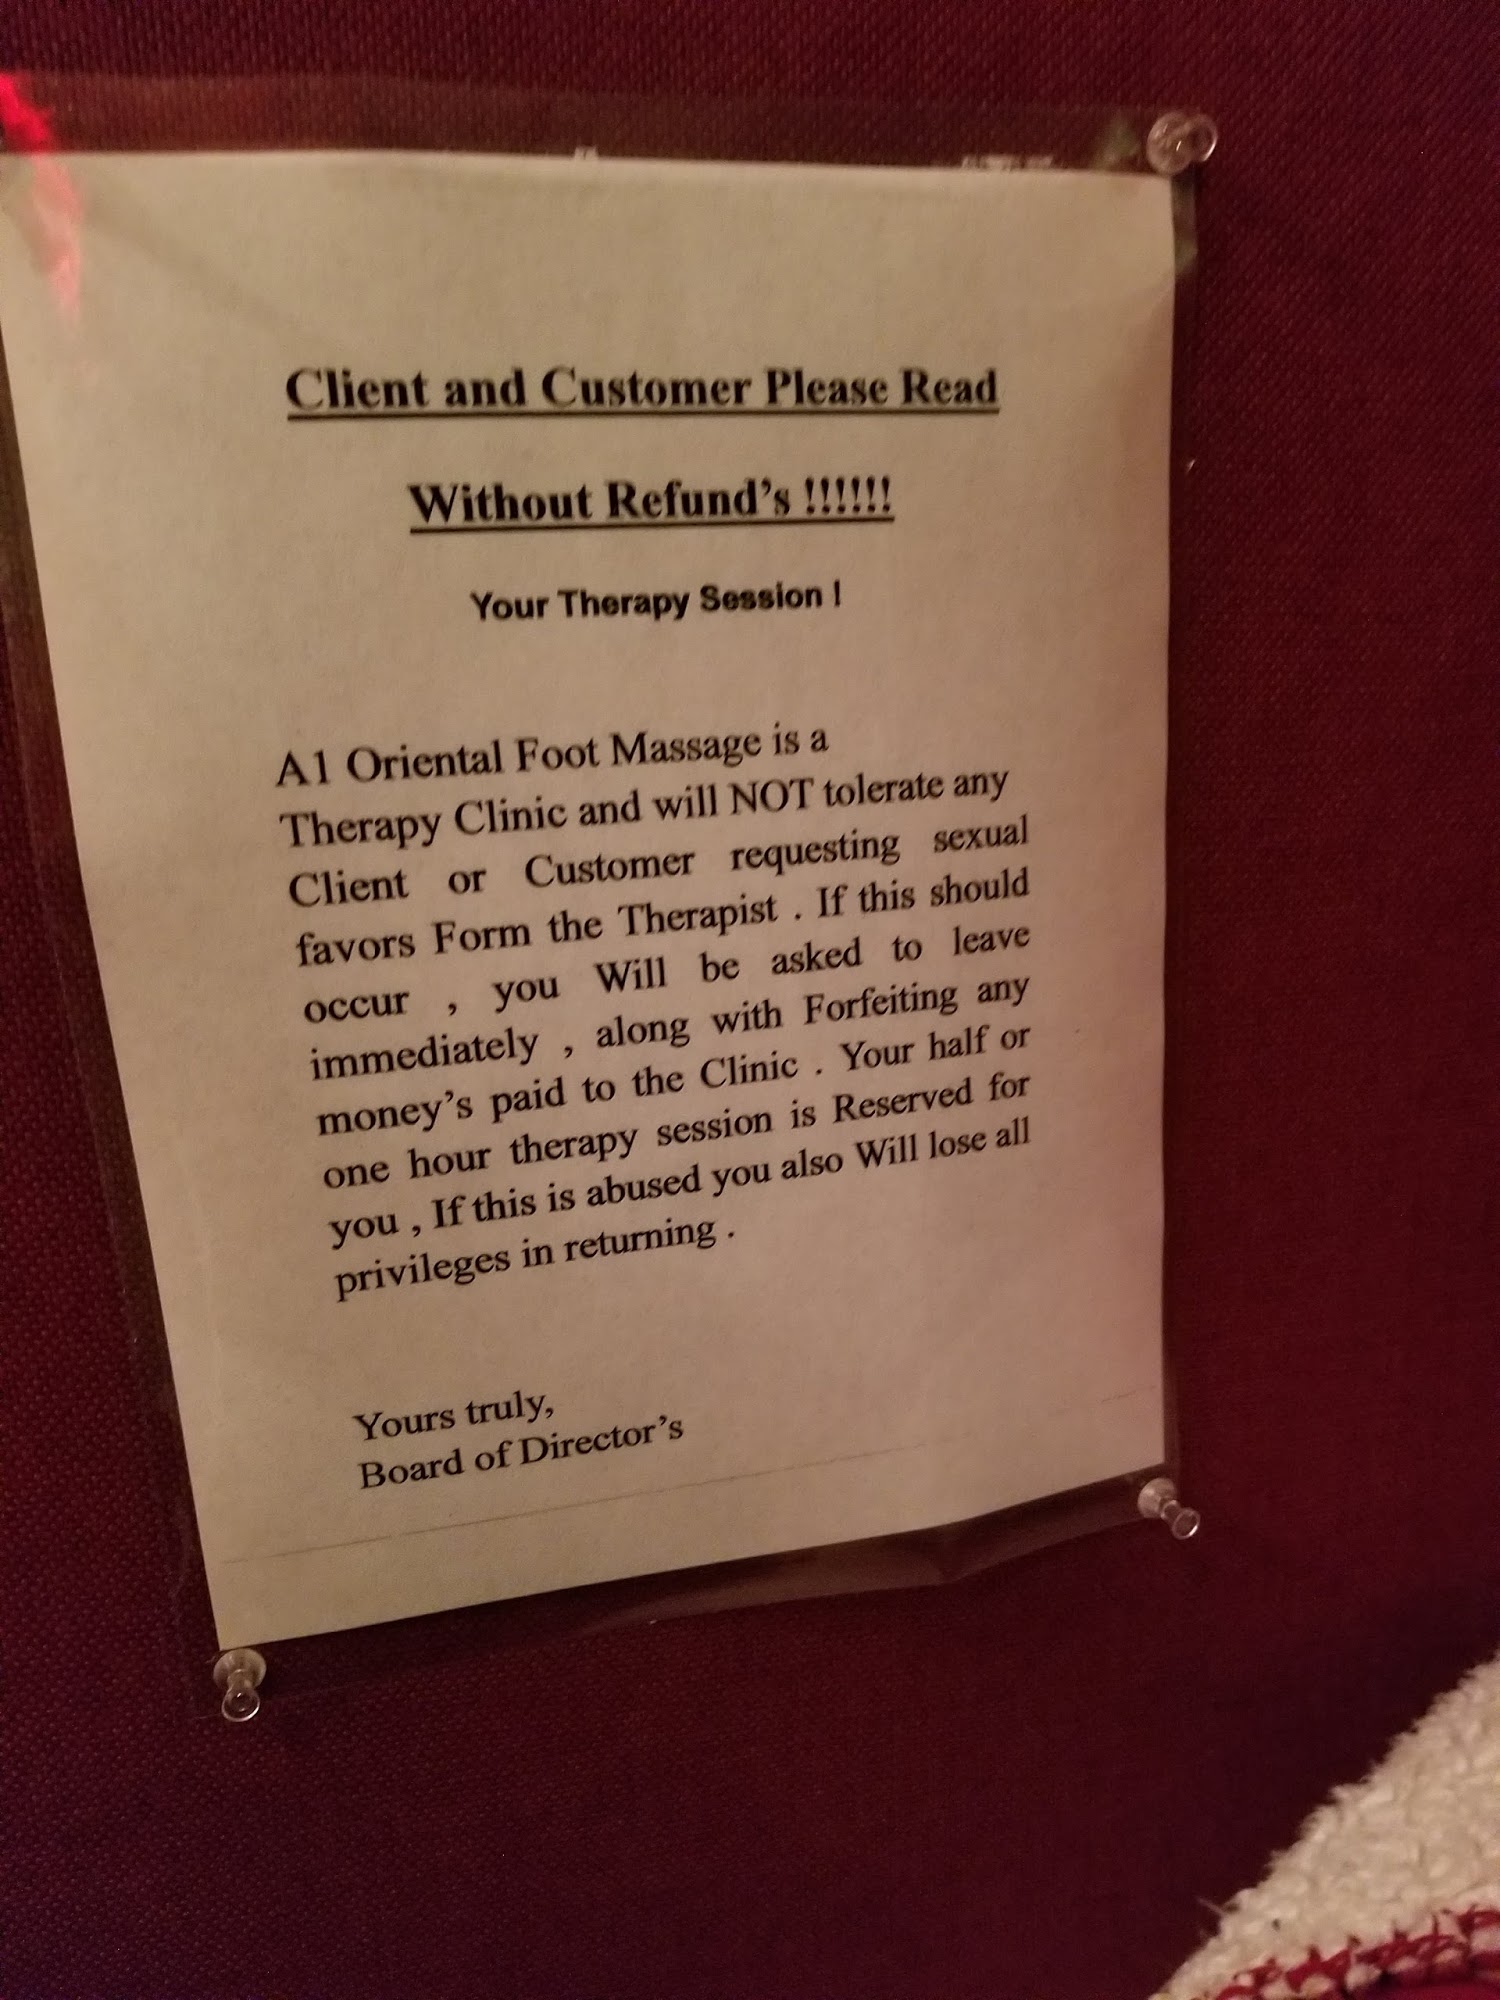 Client and Customer Please Read
Without Refund's !!!!!!
Your Therapy Session !
A1 Oriental Foot Massage is a
Therapy Clinic and will NOT tolerate any
Client or Customer requesting sexual
favors Form the Therapist . If this should
occur , you Will be asked to leave
immediately , along with Forfeiting any
money's paid to the Clinic . Your half or
one hour therapy session is Reserved for
you , If this is abused you also Will lose all
privileges in returning .
Yours truly,
Board of Director's